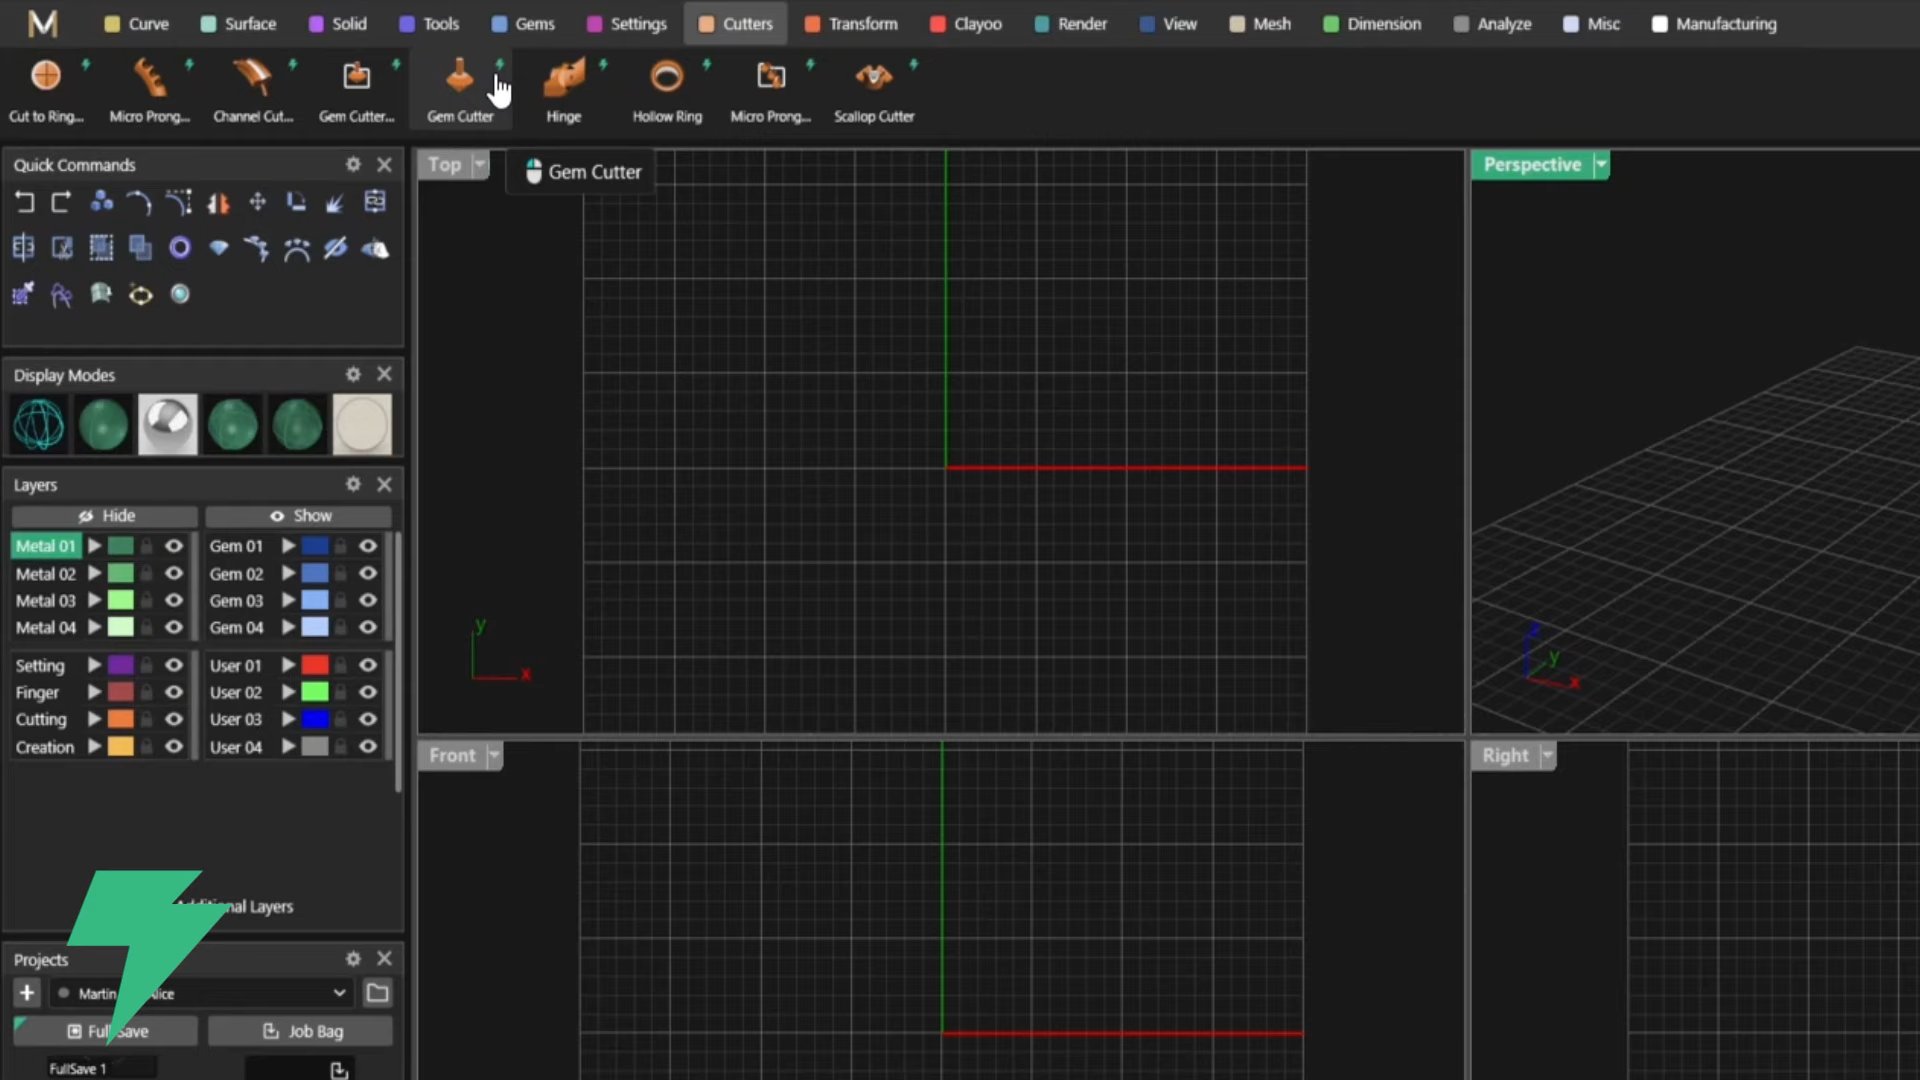 M Curve Surface Solid Tools Gems Settings Cutters Transform Clayoo Render View Mesh Dimension Analyze Misc Manufacturing
Cut to Ring... Micro Prong... Channel Cut... Gem Cutter... Gem Cutter Hinge Hollow Ring Micro Prong... Scallop Cutter
Quick Commands
Top
Gem Cutter
Perspective
Display Modes
Layers
Hide Show
Metal 01 Gem 01
Metal 02 Gem 02
Metal 03 Gem 03
Metal 04 Gem 04
Setting User 01
Finger User 02
Cutting User 03
Creation User 04
y
x
z
y
x
Front
Right
Additional Layers
Projects
Martin
Full Save Job Bag
FullSave 1